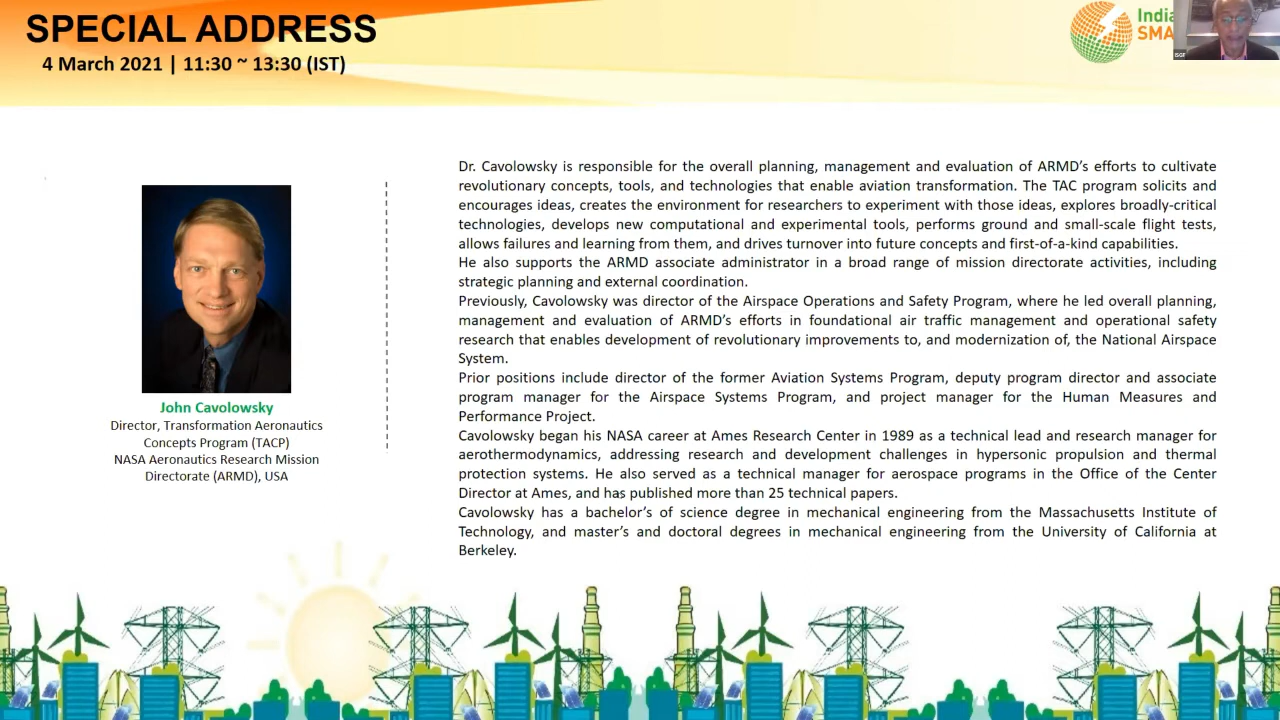 SPECIAL ADDRESS
4 March 2021 | 11:30 ~ 13:30 (IST)
India
SMA
ISGF
John Cavolowsky
Director, Transformation Aeronautics
Concepts Program (TACP)
NASA Aeronautics Research Mission
Directorate (ARMD), USA
Dr. Cavolowsky is responsible for the overall planning, management and evaluation of ARMD's efforts to cultivate
revolutionary concepts, tools, and technologies that enable aviation transformation. The TAC program solicits and
encourages ideas, creates the environment for researchers to experiment with those ideas, explores broadly-critical
technologies, develops new computational and experimental tools, performs ground and small-scale flight tests,
allows failures and learning from them, and drives turnover into future concepts and first-of-a-kind capabilities.
He also supports the ARMD associate administrator in a broad range of mission directorate activities, including
strategic planning and external coordination.
Previously, Cavolowsky was director of the Airspace Operations and Safety Program, where he led overall planning,
management and evaluation of ARMD's efforts in foundational air traffic management and operational safety
research that enables development of revolutionary improvements to, and modernization of, the National Airspace
System.
Prior positions include director of the former Aviation Systems Program, deputy program director and associate
program manager for the Airspace Systems Program, and project manager for the Human Measures and
Performance Project.
Cavolowsky began his NASA career at Ames Research Center in 1989 as a technical lead and research manager for
aerothermodynamics, addressing research and development challenges in hypersonic propulsion and thermal
protection systems. He also served as a technical manager for aerospace programs in the Office of the Center
Director at Ames, and has published more than 25 technical papers.
Cavolowsky has a bachelor's of science degree in mechanical engineering from the Massachusetts Institute of
Technology, and master's and doctoral degrees in mechanical engineering from the University of California at
Berkeley.